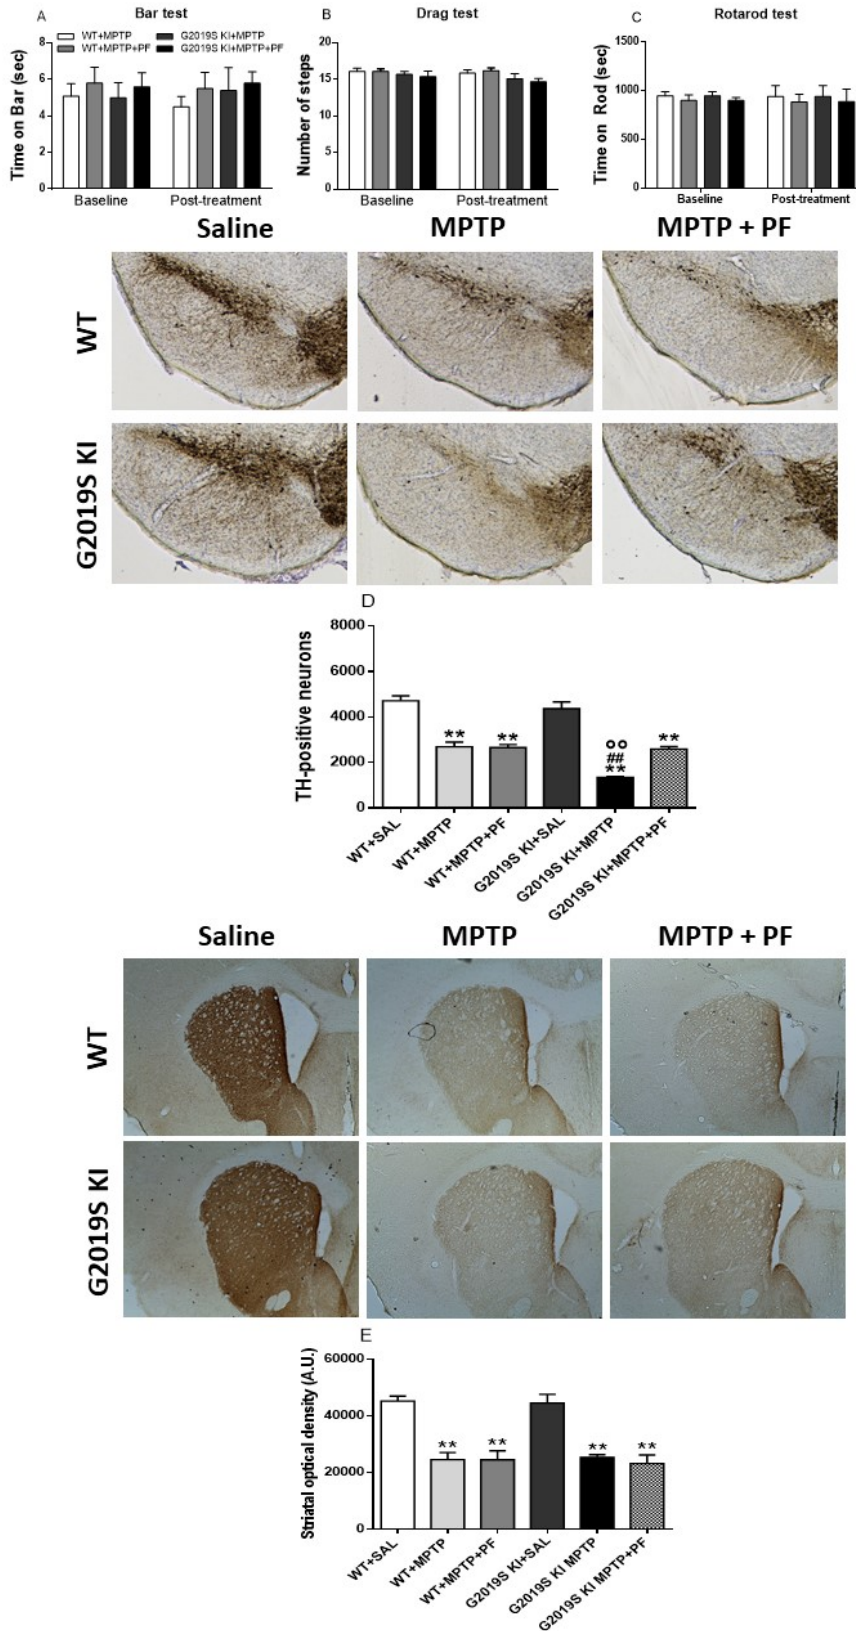 A
Bar test
Time on Bar (sec)
8
6
4
2
0
WT+MPTP
WT+MPTP+PF
G2019S KI+MPTP
G2019S KI+MPTP+PF
Baseline
Post-treatment
B
Drag test
Number of steps
20
15
10
5
0
Baseline
Post-treatment
C
Rotarod test
Time on Rod (sec)
1500
1000
500
0
Baseline
Post-treatment
Saline
MPTP
MPTP + PF
WT
G2019S KI
D
TH-positive neurons
8000
6000
4000
2000
0
**
**
°°
##
**
**
WT+SAL
WT+MPTP
WT+MPTP+PF
G2019S KI+SAL
G2019S KI+MPTP
G2019S KI+MPTP+PF
Saline
MPTP
MPTP + PF
WT
G2019S KI
E
Striatal optical density (A.U.)
60000
40000
20000
0
**
**
**
**
WT+SAL
WT+MPTP
WT+MPTP+PF
G2019S KI+SAL
G2019S KI MPTP
G2019S KI MPTP+PF